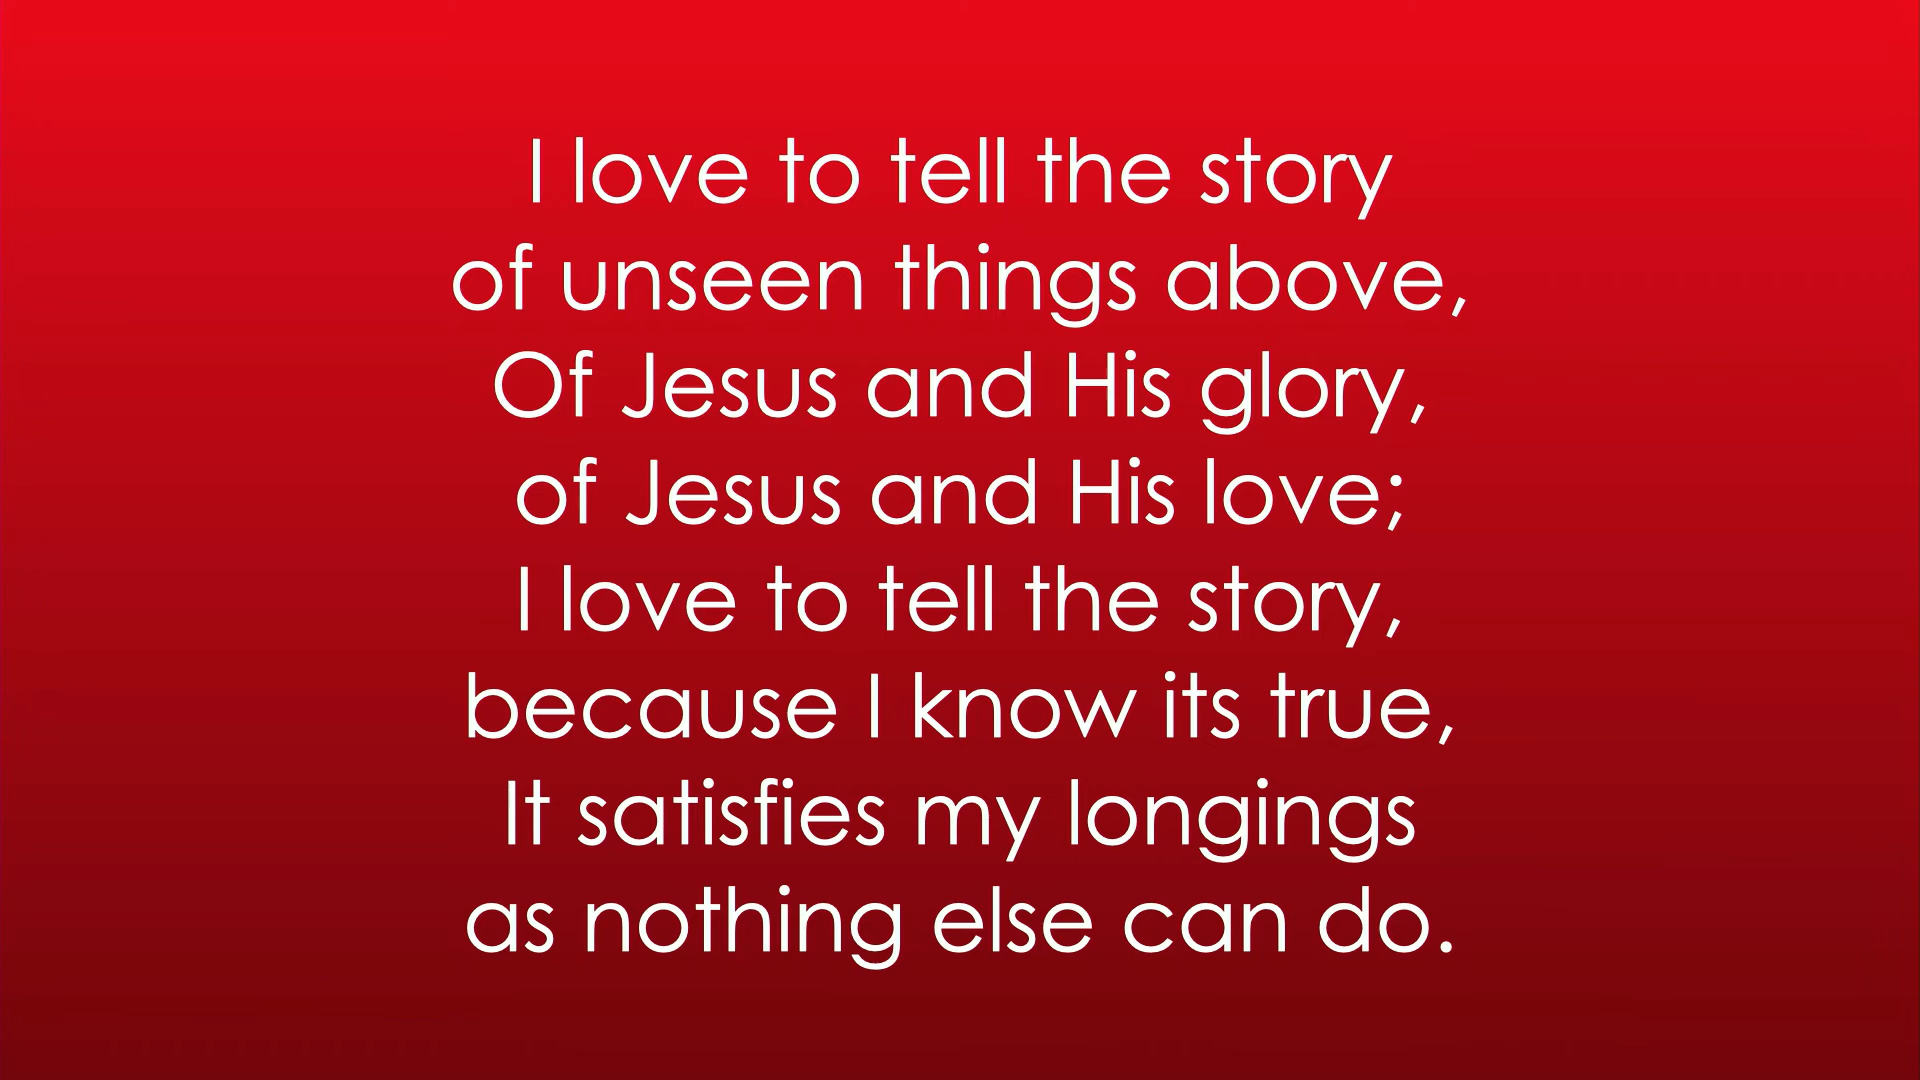 I love to tell the story
of unseen things above,
Of Jesus and His glory,
of Jesus and His love;
I love to tell the story,
because I know its true,
It satisfies my longings
as nothing else can do.